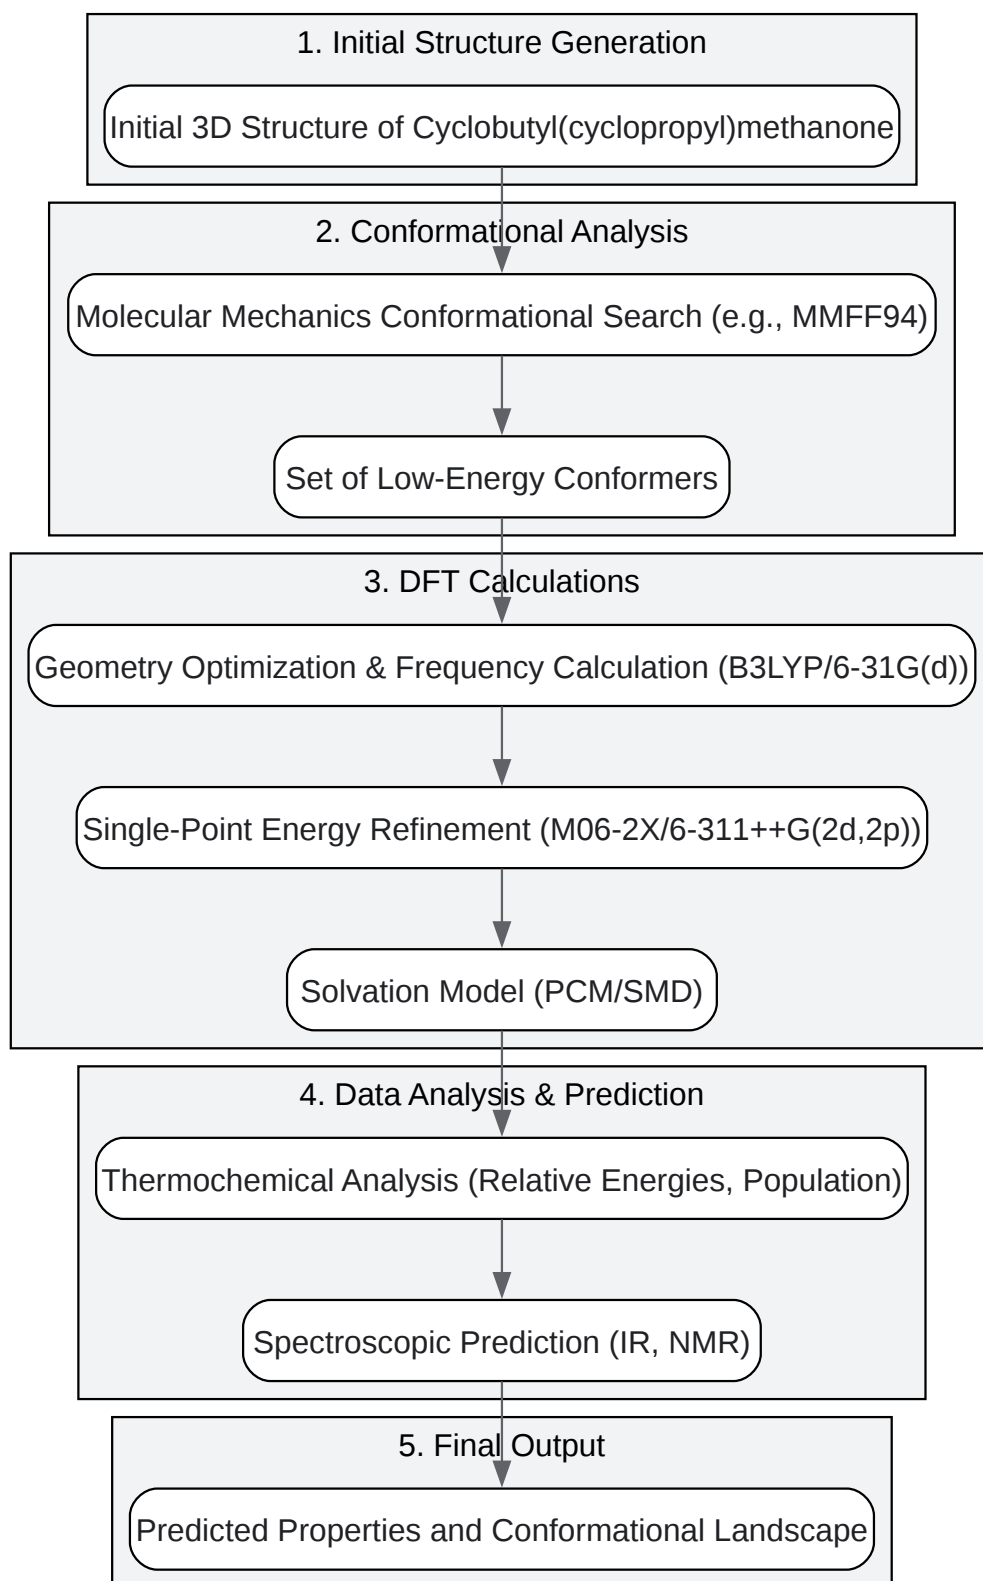 1. Initial Structure Generation
Initial 3D Structure of Cyclobutyl(cyclopropyl)methanone
2. Conformational Analysis
Molecular Mechanics Conformational Search (e.g., MMFF94)
Set of Low-Energy Conformers
3. DFT Calculations
Geometry Optimization & Frequency Calculation (B3LYP/6-31G(d))
Single-Point Energy Refinement (M06-2X/6-311++G(2d,2p))
Solvation Model (PCM/SMD)
4. Data Analysis & Prediction
Thermochemical Analysis (Relative Energies, Population)
Spectroscopic Prediction (IR, NMR)
5. Final Output
Predicted Properties and Conformational Landscape